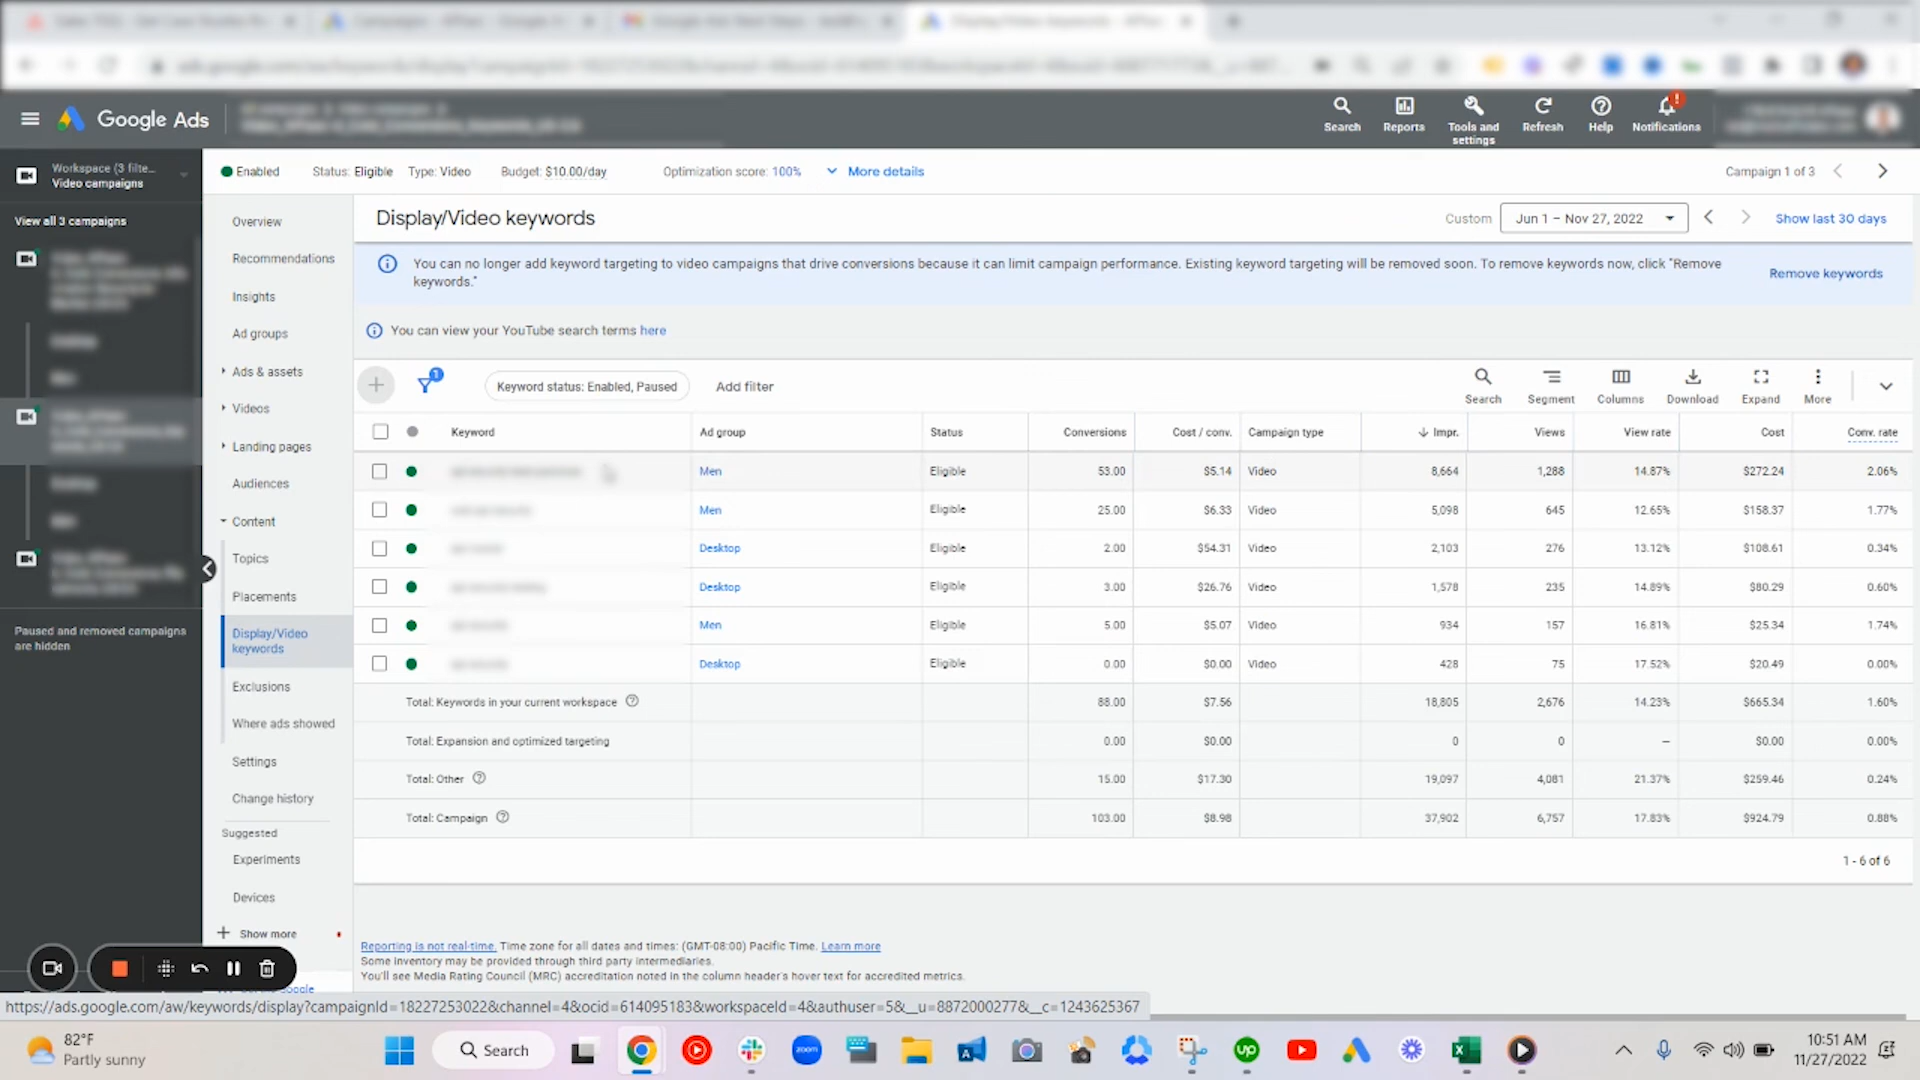 Google Ads
Search
Reports
Tools and settings
Refresh
Help
Notifications
Workspace (3 filte...
Video campaigns
Enabled
Status: Eligible
Type: Video
Budget: $10.00/day
Optimization score: 100%
More details
Campaign 1 of 3
View all 3 campaigns
Paused and removed campaigns
are hidden
Overview
Recommendations
Insights
Ad groups
Ads & assets
Videos
Landing pages
Audiences
Content
Topics
Placements
Display/Video
keywords
Exclusions
Where ads showed
Settings
Change history
Suggested
Experiments
Devices
Show more
Display/Video keywords
Custom
Jun 1 – Nov 27, 2022
Show last 30 days
You can no longer add keyword targeting to video campaigns that drive conversions because it can limit campaign performance. Existing keyword targeting will be removed soon. To remove keywords now, click "Remove
keywords."
Remove keywords
You can view your YouTube search terms here
1
Keyword status: Enabled, Paused
Add filter
Search
Segment
Columns
Download
Expand
More
Keyword Ad group Status Conversions Cost / conv. Campaign type Impr. Views View rate Cost Conv. rate
Men Eligible 53.00 $5.14 Video 8,664 1,288 14.87% $272.24 2.06%
Men Eligible 25.00 $6.33 Video 5,098 645 12.65% $158.37 1.77%
Desktop Eligible 2.00 $54.31 Video 2,103 276 13.12% $108.61 0.34%
Desktop Eligible 3.00 $26.76 Video 1,578 235 14.89% $80.29 0.60%
Men Eligible 5.00 $5.07 Video 934 157 16.81% $25.34 1.74%
Desktop Eligible 0.00 $0.00 Video 428 75 17.52% $20.49 0.00%
Total: Keywords in your current workspace 88.00 $7.56 18,805 2,676 14.23% $665.34 1.60%
Total: Expansion and optimized targeting 0.00 $0.00 0 0 – $0.00 0.00%
Total: Other 15.00 $17.30 19,097 4,081 21.37% $259.46 0.24%
Total: Campaign 103.00 $8.98 37,902 6,757 17.83% $924.79 0.88%
1 - 6 of 6
Reporting is not real-time. Time zone for all dates and times: (GMT-08:00) Pacific Time. Learn more
Some inventory may be provided through third party intermediaries.
You'll see Media Rating Council (MRC) accreditation noted in the column header's hover text for accredited metrics.
https://ads.google.com/aw/keywords/display?campaignId=18227253022&channel=4&ocid=614095183&workspaceId=4&authuser=5&__u=8872000277&__c=1243625367
82°F
Partly sunny
Search
zoom
up
10:51 AM
11/27/2022